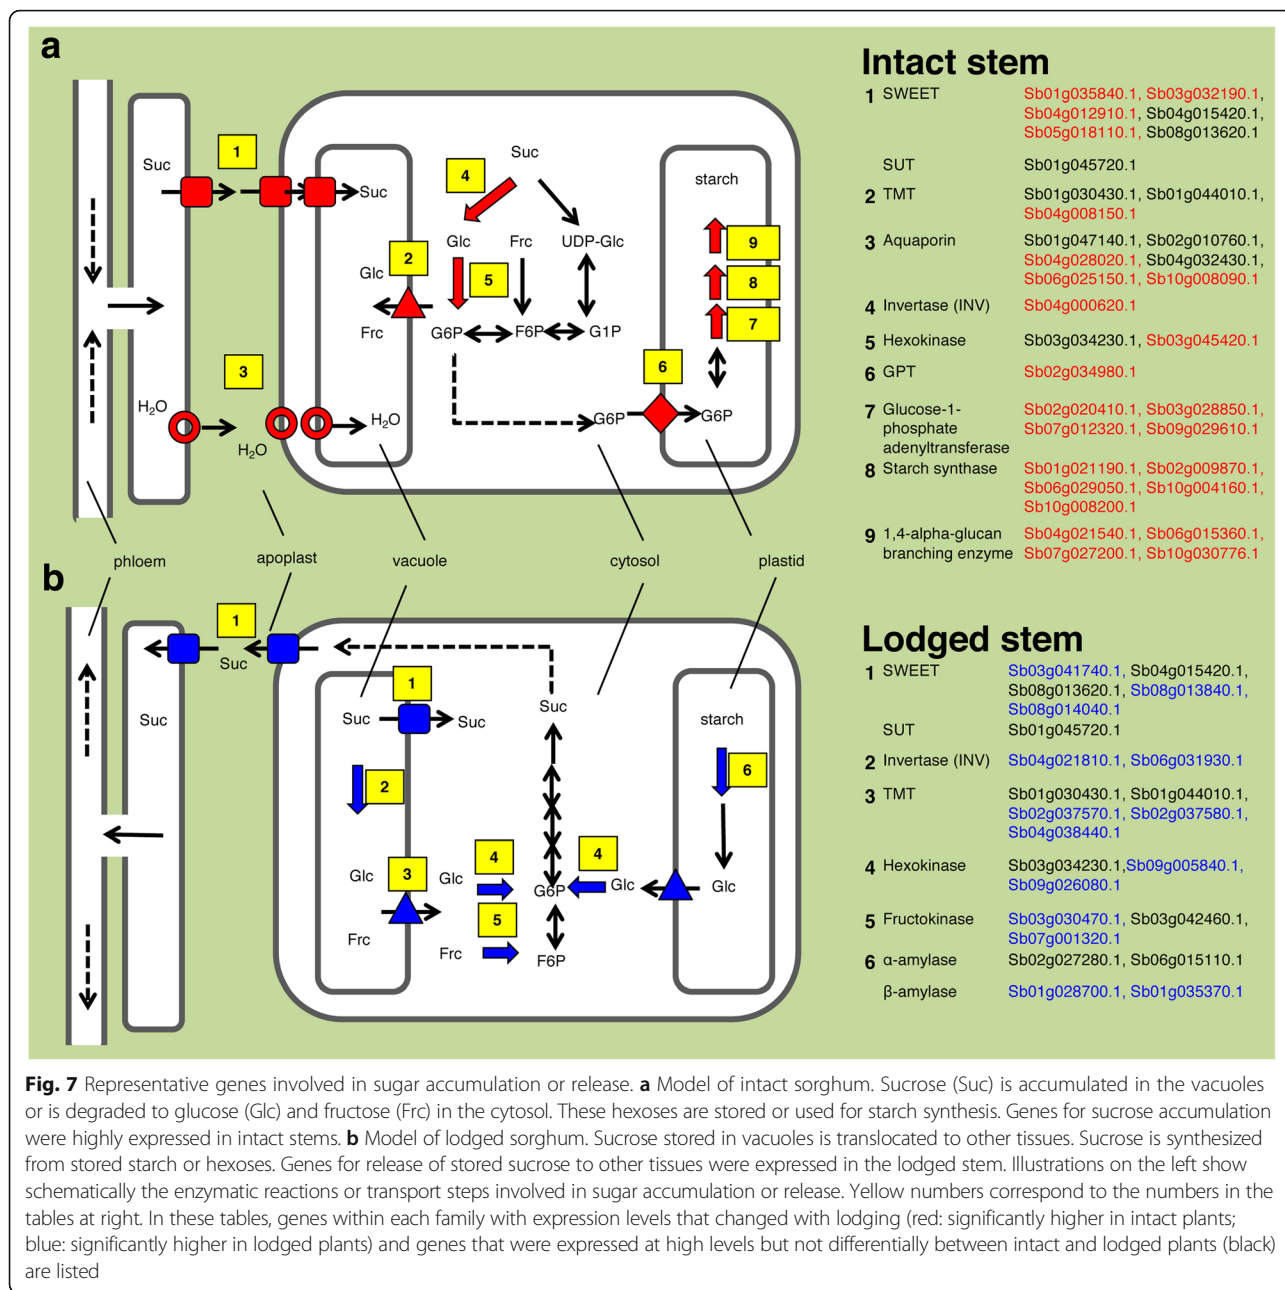 a
Suc
1
Suc
Glc
2
Frc
3
H2O
H2O
H2O
Suc
4
Glc
Frc
UDP-Glc
5
G6P
F6P
G1P
starch
9
8
7
6
G6P
G6P
phloem
apoplast
vacuole
cytosol
plastid
Intact stem
1 SWEET Sb01g035840.1, Sb03g032190.1,
Sb04g012910.1, Sb04g015420.1,
Sb05g018110.1, Sb08g013620.1
SUT Sb01g045720.1
2 TMT Sb01g030430.1, Sb01g044010.1,
Sb04g008150.1
3 Aquaporin Sb01g047140.1, Sb02g010760.1,
Sb04g028020.1, Sb04g032430.1,
Sb06g025150.1, Sb10g008090.1
4 Invertase (INV) Sb04g000620.1
5 Hexokinase Sb03g034230.1, Sb03g045420.1
6 GPT Sb02g034980.1
7 Glucose-1- Sb02g020410.1, Sb03g028850.1,
phosphate Sb07g012320.1, Sb09g029610.1
adenyltransferase
8 Starch synthase Sb01g021190.1, Sb02g009870.1,
Sb06g029050.1, Sb10g004160.1,
Sb10g008200.1
9 1,4-alpha-glucan Sb04g021540.1, Sb06g015360.1,
branching enzyme Sb07g027200.1, Sb10g030776.1
b
1
Suc
Suc
1
Suc
Suc
2
Glc
3
Frc
Glc
4
5
Frc
Suc
G6P
F6P
4
Glc
starch
6
Glc
Lodged stem
1 SWEET Sb03g041740.1, Sb04g015420.1,
Sb08g013620.1, Sb08g013840.1,
Sb08g014040.1
SUT Sb01g045720.1
2 Invertase (INV) Sb04g021810.1, Sb06g031930.1
3 TMT Sb01g030430.1, Sb01g044010.1,
Sb02g037570.1, Sb02g037580.1,
Sb04g038440.1
4 Hexokinase Sb03g034230.1,Sb09g005840.1,
Sb09g026080.1
5 Fructokinase Sb03g030470.1, Sb03g042460.1,
Sb07g001320.1
6 α-amylase Sb02g027280.1, Sb06g015110.1
β-amylase Sb01g028700.1, Sb01g035370.1
Fig. 7 Representative genes involved in sugar accumulation or release. a Model of intact sorghum. Sucrose (Suc) is accumulated in the vacuoles
or is degraded to glucose (Glc) and fructose (Frc) in the cytosol. These hexoses are stored or used for starch synthesis. Genes for sucrose accumulation
were highly expressed in intact stems. b Model of lodged sorghum. Sucrose stored in vacuoles is translocated to other tissues. Sucrose is synthesized
from stored starch or hexoses. Genes for release of stored sucrose to other tissues were expressed in the lodged stem. Illustrations on the left show
schematically the enzymatic reactions or transport steps involved in sugar accumulation or release. Yellow numbers correspond to the numbers in the
tables at right. In these tables, genes within each family with expression levels that changed with lodging (red: significantly higher in intact plants;
blue: significantly higher in lodged plants) and genes that were expressed at high levels but not differentially between intact and lodged plants (black)
are listed